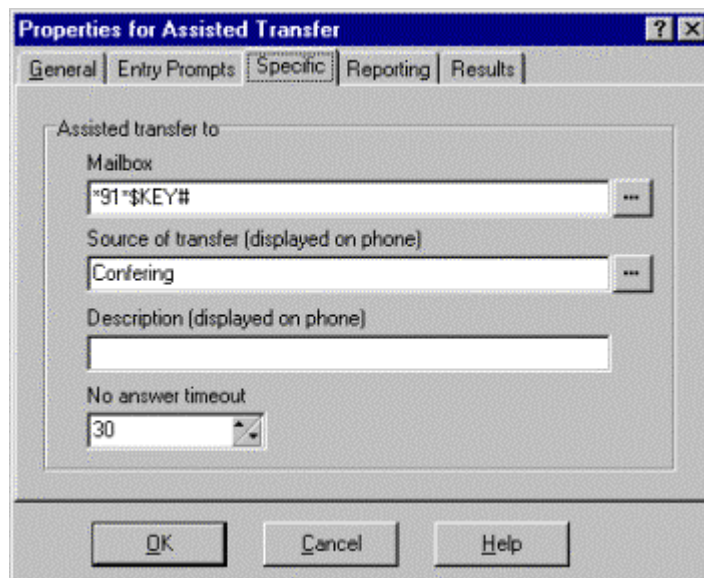 Properties for Assisted Transfer ? X
General Entry Prompts Specific Reporting Results
Assisted transfer to
Mailbox
*91*$KEY#
...
Source of transfer (displayed on phone)
Confering
...
Description (displayed on phone)
No answer timeout
30
OK Cancel Help